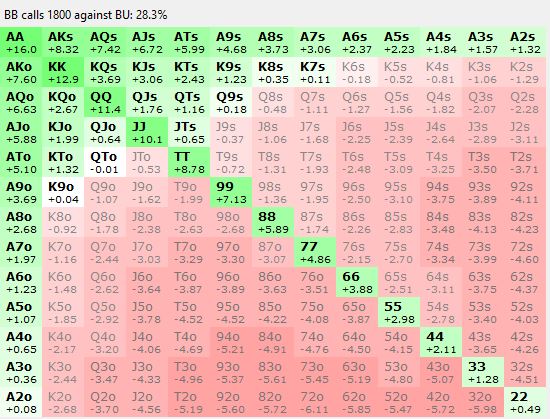 BB calls 1800 against BU: 28.3%
AA AKs AQs AJs ATs A9s A8s A7s A6s A5s A4s A3s A2s
+16.0 +8.32 +7.42 +6.72 +5.99 +4.68 +3.73 +3.06 +2.37 +2.23 +1.84 +1.57 +1.32
AKo KK KQs KJs KTs K9s K8s K7s K6s K5s K4s K3s K2s
+7.60 +12.9 +3.69 +3.06 +2.43 +1.23 +0.35 +0.11 -0.18 -0.52 -0.81 -1.06 -1.29
AQo KQo QQ QJs QTs Q9s Q8s Q7s Q6s Q5s Q4s Q3s Q2s
+6.63 +2.67 +11.4 +1.76 +1.16 +0.18 -0.48 -1.11 -1.27 -1.56 -1.82 -2.07 -2.28
AJo KJo QJo JJ JTs J9s J8s J7s J6s J5s J4s J3s J2s
+5.88 +1.99 +0.64 +10.1 +0.65 -0.37 -1.06 -1.68 -2.25 -2.39 -2.64 -2.89 -3.11
ATo KTo QTo JTo TT T9s T8s T7s T6s T5s T4s T3s T2s
+5.10 +1.32 -0.01 -0.53 +8.78 -0.72 -1.31 -1.93 -2.48 -3.09 -3.25 -3.50 -3.71
A9o K9o Q9o J9o T9o 99 98s 97s 96s 95s 94s 93s 92s
+3.69 +0.04 -1.07 -1.62 -1.99 +7.13 -1.36 -1.95 -2.50 -3.10 -3.75 -3.89 -4.11
A8o K8o Q8o J8o T8o 98o 88 87s 86s 85s 84s 83s 82s
+2.68 -0.92 -1.78 -2.38 -2.63 -2.68 +5.89 -1.74 -2.26 -2.83 -3.48 -4.13 -4.23
A7o K7o Q7o J7o T7o 97o 87o 77 76s 75s 74s 73s 72s
+1.97 -1.16 -2.44 -3.03 -3.29 -3.30 -3.07 +4.86 -2.15 -2.70 -3.34 -3.99 -4.60
A6o K6o Q6o J6o T6o 96o 86o 76o 66 65s 64s 63s 62s
+1.23 -1.48 -2.62 -3.64 -3.87 -3.89 -3.63 -3.51 +3.88 -2.51 -3.11 -3.75 -4.37
A5o K5o Q5o J5o T5o 95o 85o 75o 65o 55 54s 53s 52s
+1.07 -1.85 -2.92 -3.78 -4.52 -4.52 -4.22 -4.08 -3.87 +2.98 -2.78 -3.40 -4.03
A4o K4o Q4o J4o T4o 94o 84o 74o 64o 54o 44 43s 42s
+0.65 -2.17 -3.20 -4.06 -4.69 -5.21 -4.91 -4.76 -4.50 -4.15 +2.11 -3.65 -4.26
A3o K3o Q3o J3o T3o 93o 83o 73o 63o 53o 43o 33 32s
+0.36 -2.44 -3.47 -4.33 -4.96 -5.37 -5.61 -5.45 -5.19 -4.80 -5.07 +1.28 -4.51
A2o K2o Q2o J2o T2o 92o 82o 72o 62o 52o 42o 32o 22
+0.08 -2.68 -3.70 -4.56 -5.19 -5.60 -5.72 -6.11 -5.85 -5.47 -5.72 -5.98 +0.49